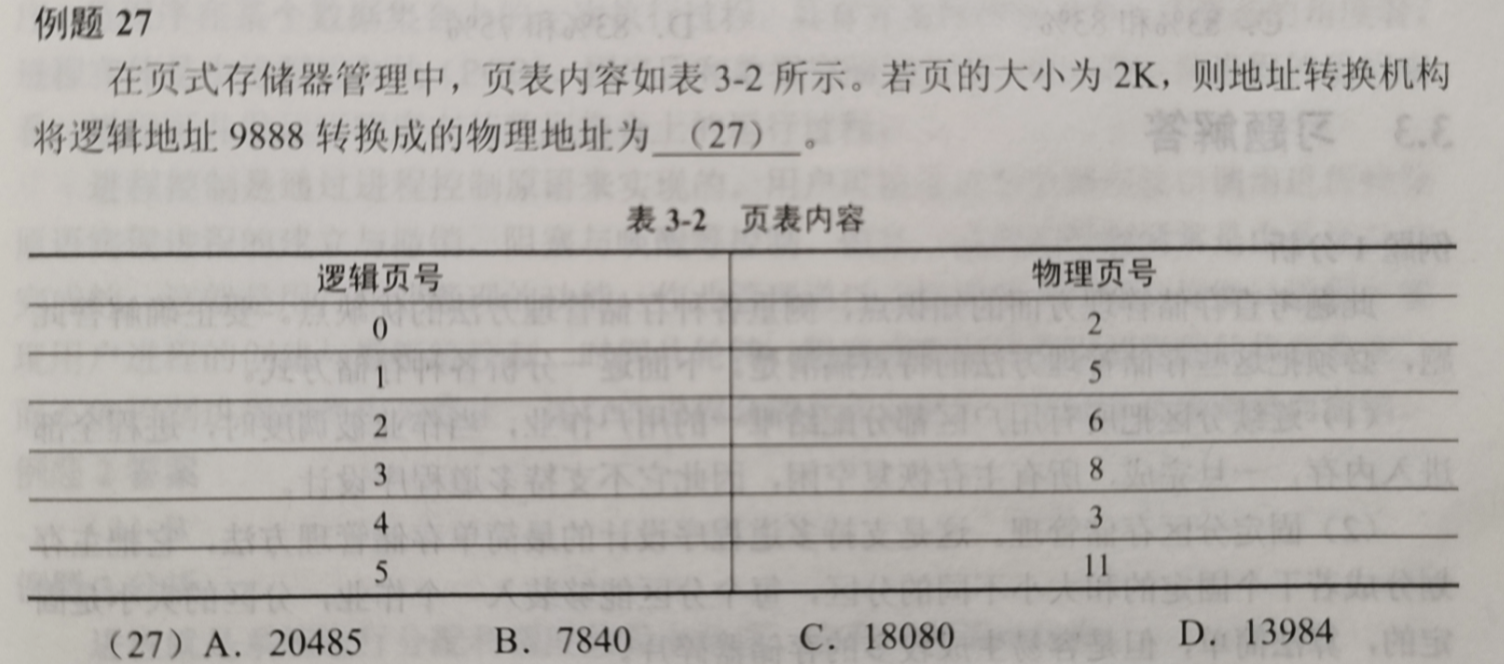 例题 27
在页式存储器管理中，页表内容如表 3-2 所示。若页的大小为 2K，则地址转换机构
将逻辑地址 9888 转换成的物理地址为 （27） 。
表 3-2 页表内容
逻辑页号 物理页号
0 2
1 5
2 6
3 8
4 3
5 11
（27）A．20485 B．7840 C．18080 D．13984